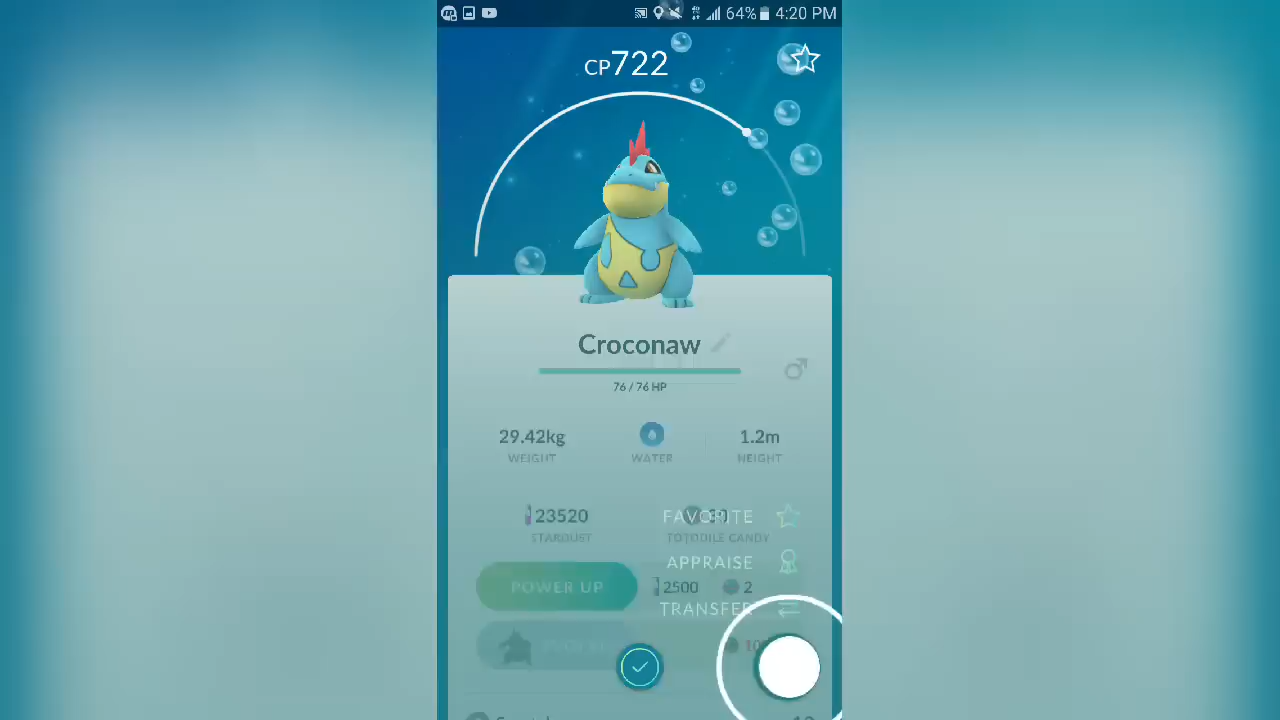 64% 4:20 PM
CP722
Croconaw
76 / 76 HP
29.42kg 1.2m
WEIGHT WATER HEIGHT
23520
STARDUST TOTODILE CANDY
FAVORITE
APPRAISE
POWER UP 2500 2
TRANSFER